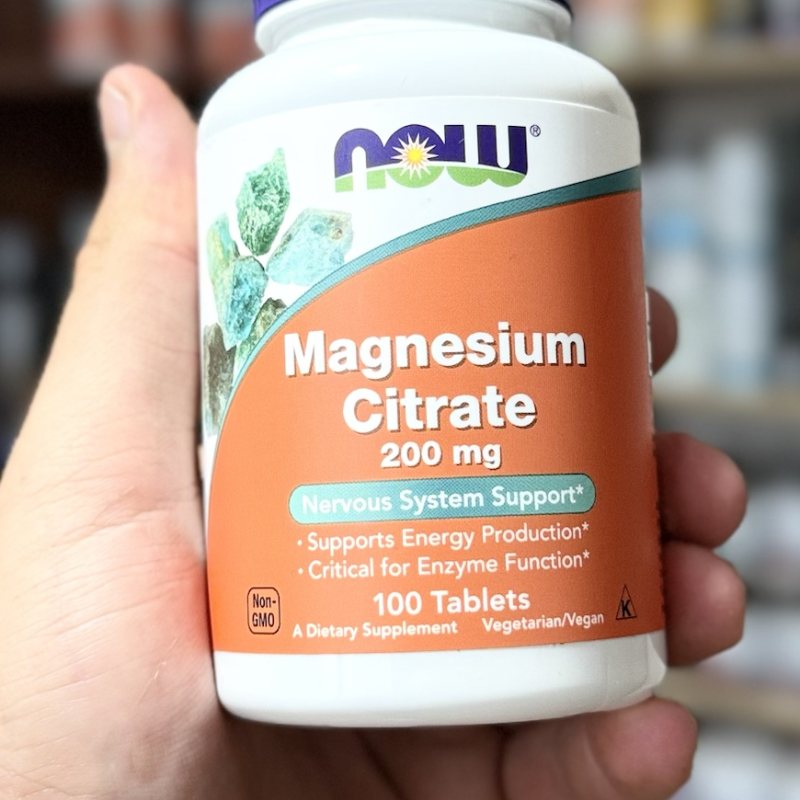 NOW®
Magnesium
Citrate
200 mg
Nervous System Support*
• Supports Energy Production*
• Critical for Enzyme Function*
100 Tablets
Non-
GMO
A Dietary Supplement Vegetarian/Vegan
K